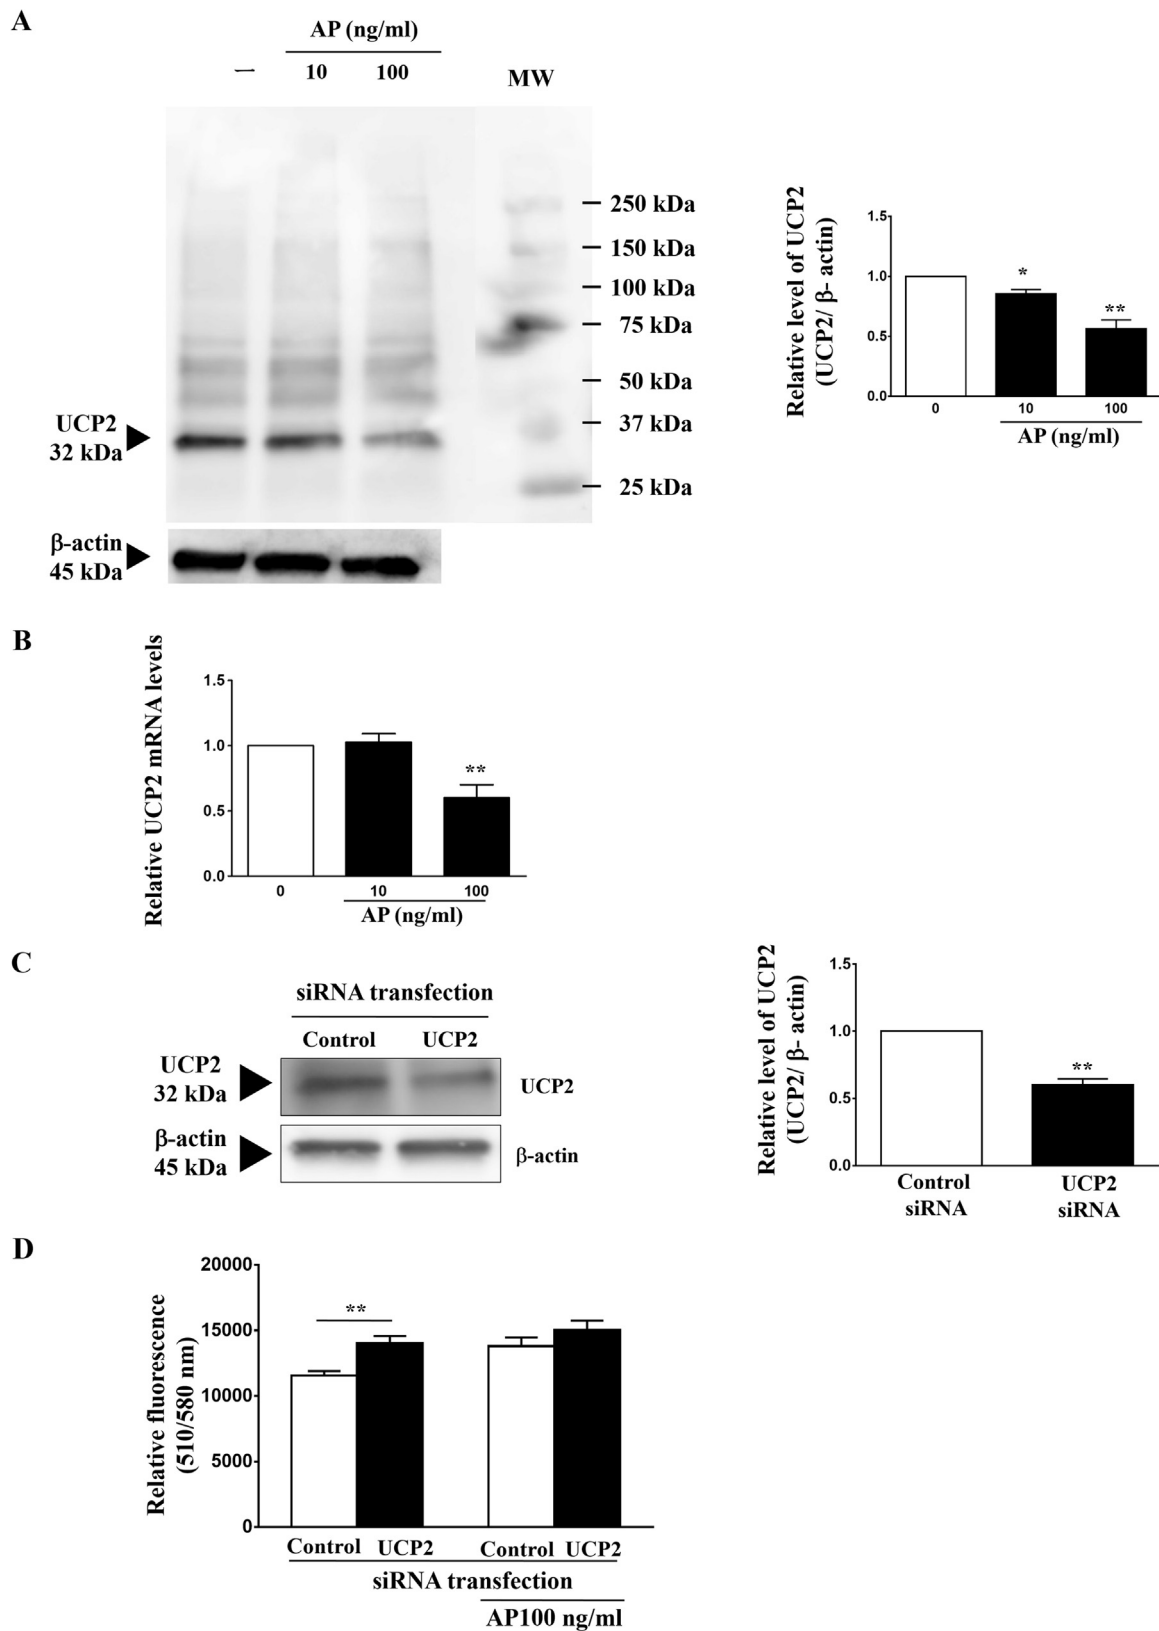 A
AP (ng/ml)
— 10 100
MW
250 kDa
150 kDa
100 kDa
75 kDa
50 kDa
37 kDa
25 kDa
UCP2
32 kDa
β-actin
45 kDa
Relative level of UCP2
(UCP2/ β- actin)
1.5
1.0
0.5
0.0
*
**
0 10 100
AP (ng/ml)
B
Relative UCP2 mRNA levels
1.5
1.0
0.5
0.0
**
0 10 100
AP (ng/ml)
C
siRNA transfection
Control UCP2
UCP2
32 kDa
UCP2
β-actin
45 kDa
β-actin
Relative level of UCP2
(UCP2/ β- actin)
1.5
1.0
0.5
0.0
**
Control
siRNA
UCP2
siRNA
D
Relative fluorescence
(510/580 nm)
20000
15000
10000
5000
0
**
Control UCP2 Control UCP2
siRNA transfection
AP100 ng/ml